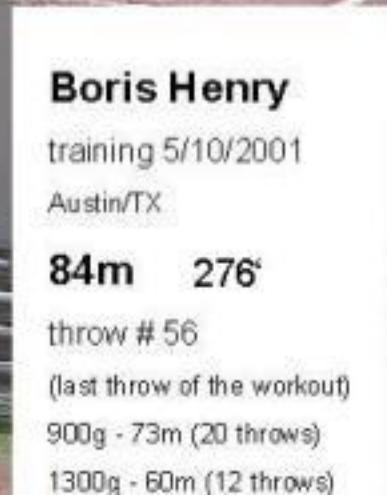 Boris Henry
training 5/10/2001
Austin/TX
84m 276‘
throw # 56
(last throw of the workout)
900g - 73m (20 throws)
1300g - 60m (12 throws)